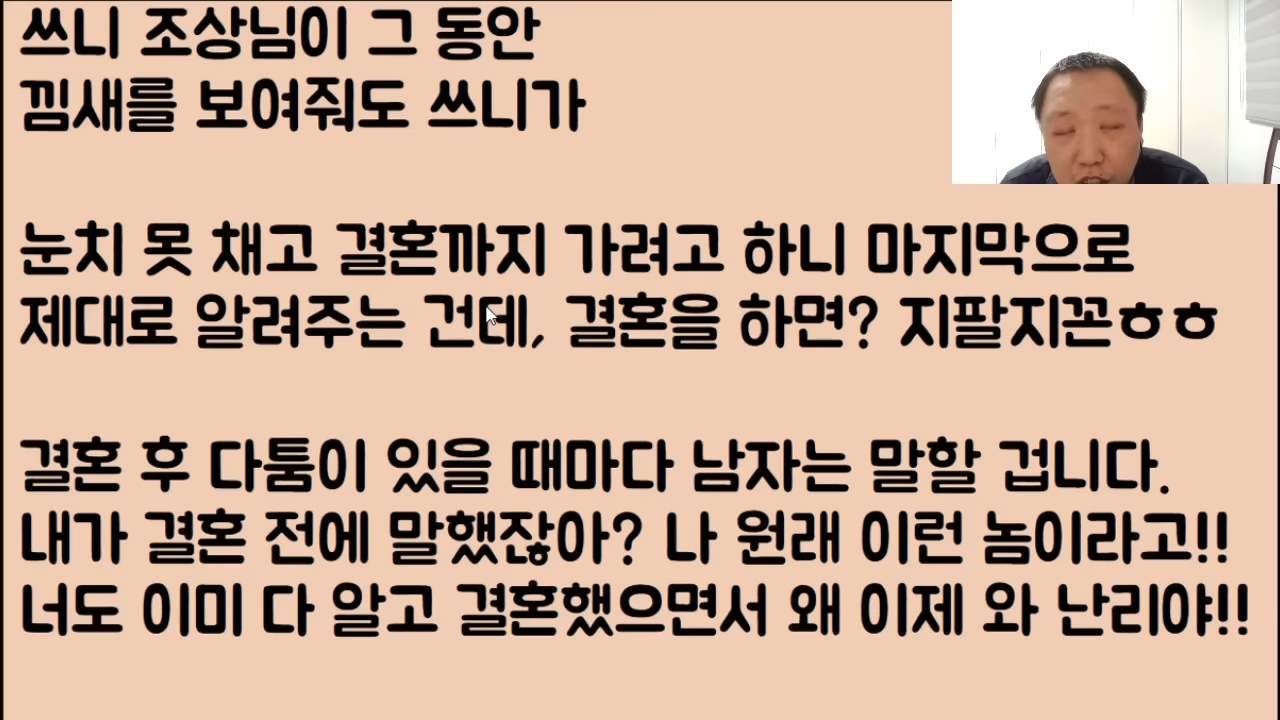 쓰니 조상님이 그 동안
낌새를 보여줘도 쓰니가
눈치 못 채고 결혼까지 가려고 하니 마지막으로
제대로 알려주는 건데, 결혼을 하면? 지팔지꼰ㅎㅎ
결혼 후 다툼이 있을 때마다 남자는 말할 겁니다.
내가 결혼 전에 말했잖아? 나 원래 이런 놈이라고!!
너도 이미 다 알고 결혼했으면서 왜 이제 와 난리야!!